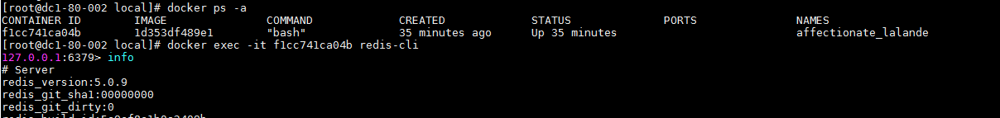 [root@dc1-80-002 local]# docker ps -a
CONTAINER ID IMAGE COMMAND CREATED STATUS PORTS NAMES
f1cc741ca04b 1d353df489e1 "bash" 35 minutes ago Up 35 minutes affectionate_lalande
[root@dc1-80-002 local]# docker exec -it f1cc741ca04b redis-cli
127.0.0.1:6379> info
# Server
redis_version:5.0.9
redis_git_sha1:00000000
redis_git_dirty:0